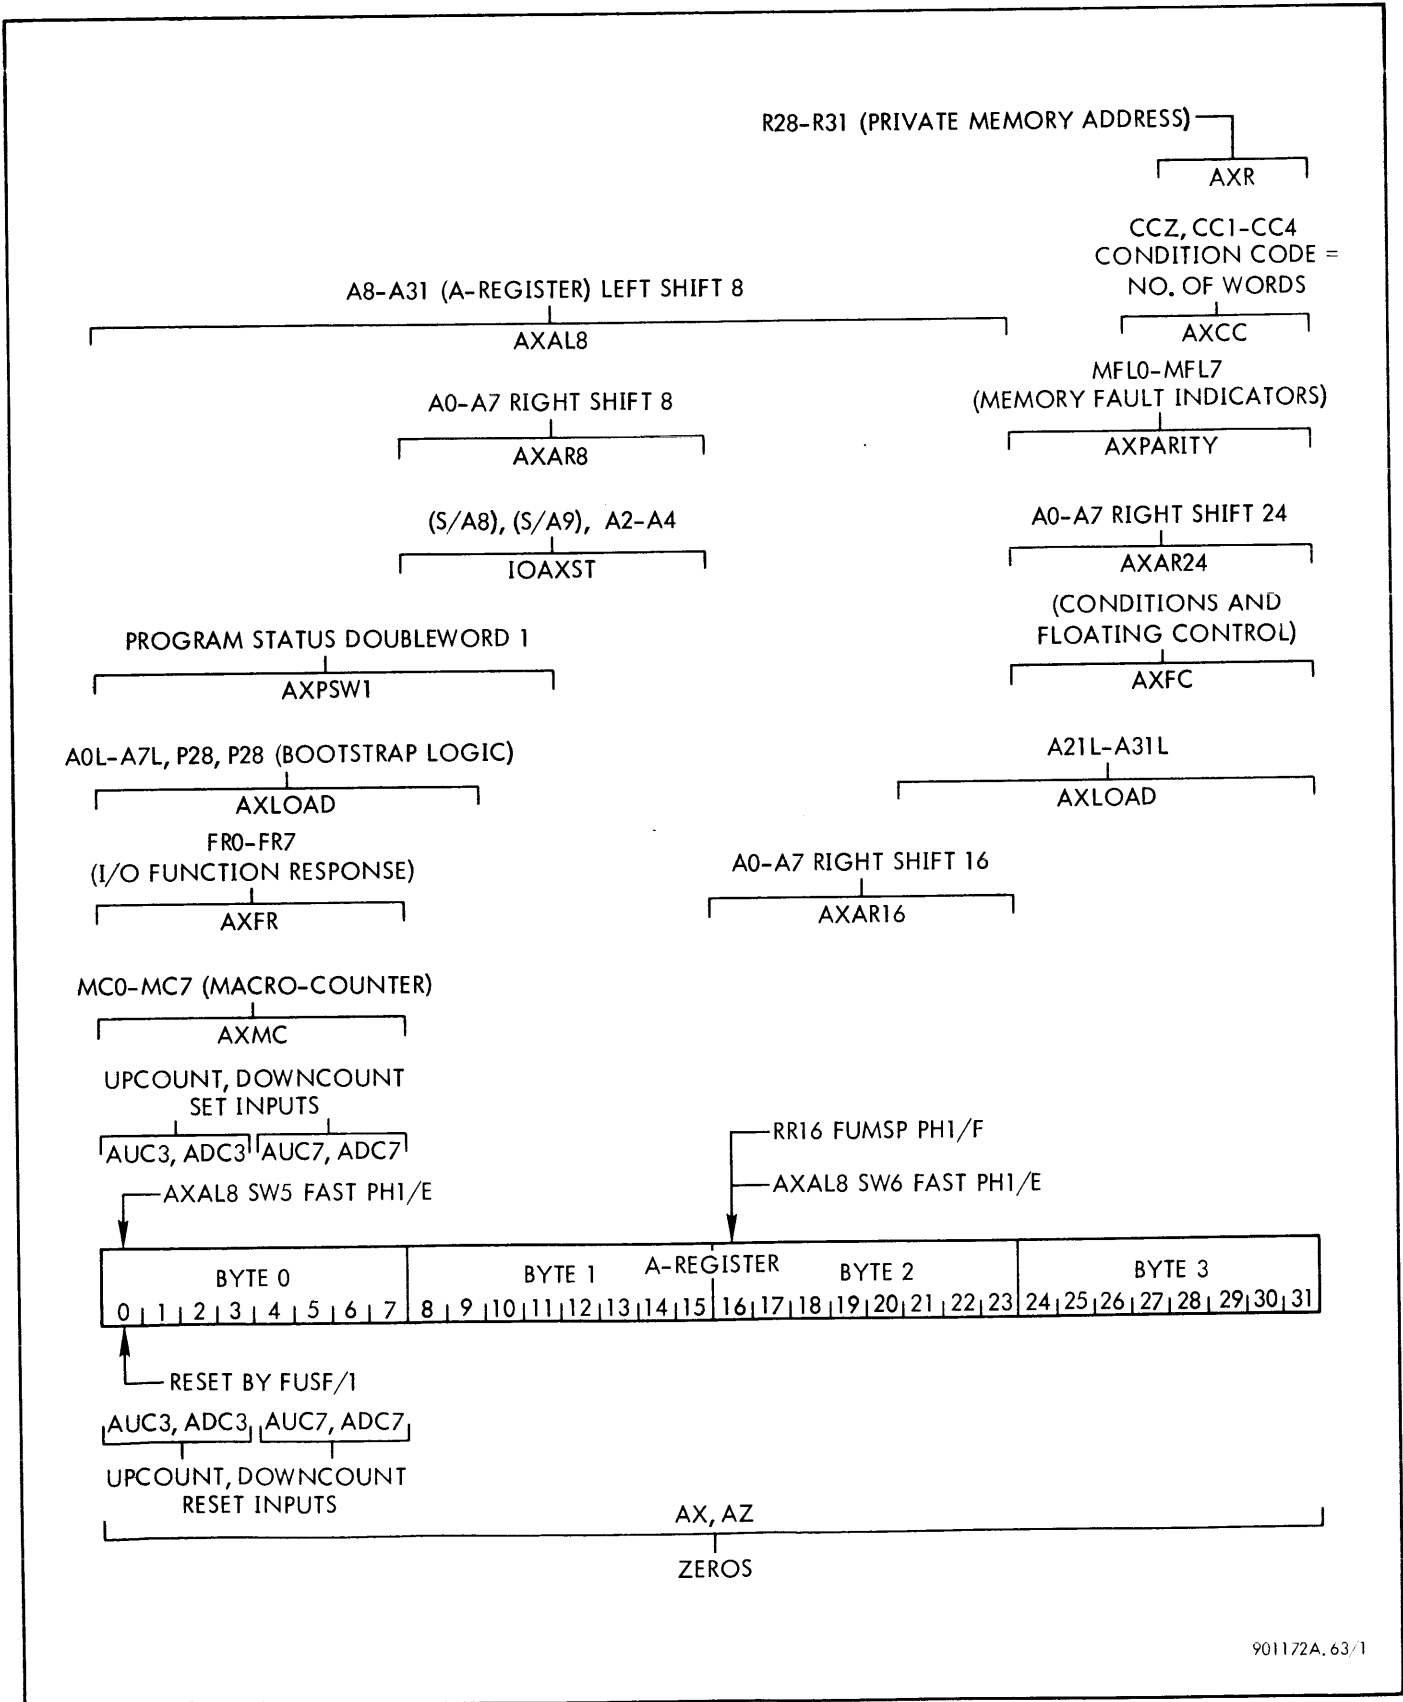 R28-R31 (PRIVATE MEMORY ADDRESS)
AXR
CCZ, CC1-CC4
CONDITION CODE =
NO. OF WORDS
AXCC
A8-A31 (A-REGISTER) LEFT SHIFT 8
AXAL8
MFL0-MFL7
(MEMORY FAULT INDICATORS)
AXPARITY
A0-A7 RIGHT SHIFT 8
AXAR8
(S/A8), (S/A9), A2-A4
IOAXST
A0-A7 RIGHT SHIFT 24
AXAR24
(CONDITIONS AND
FLOATING CONTROL)
AXFC
PROGRAM STATUS DOUBLEWORD 1
AXPSW1
A0L-A7L, P28, P28 (BOOTSTRAP LOGIC)
AXLOAD
A21L-A31L
AXLOAD
FR0-FR7
(I/O FUNCTION RESPONSE)
AXFR
A0-A7 RIGHT SHIFT 16
AXAR16
MC0-MC7 (MACRO-COUNTER)
AXMC
UPCOUNT, DOWNCOUNT
SET INPUTS
AUC3, ADC3 AUC7, ADC7
RR16 FUMSP PH1/F
AXAL8 SW5 FAST PH1/E
AXAL8 SW6 FAST PH1/E
BYTE 0 BYTE 1 A-REGISTER BYTE 2 BYTE 3
0 1 2 3 4 5 6 7 8 9 10 11 12 13 14 15 16 17 18 19 20 21 22 23 24 25 26 27 28 29 30 31
RESET BY FUSF/1
AUC3, ADC3 AUC7, ADC7
UPCOUNT, DOWNCOUNT
RESET INPUTS
AX, AZ
ZEROS
901172A.63/1